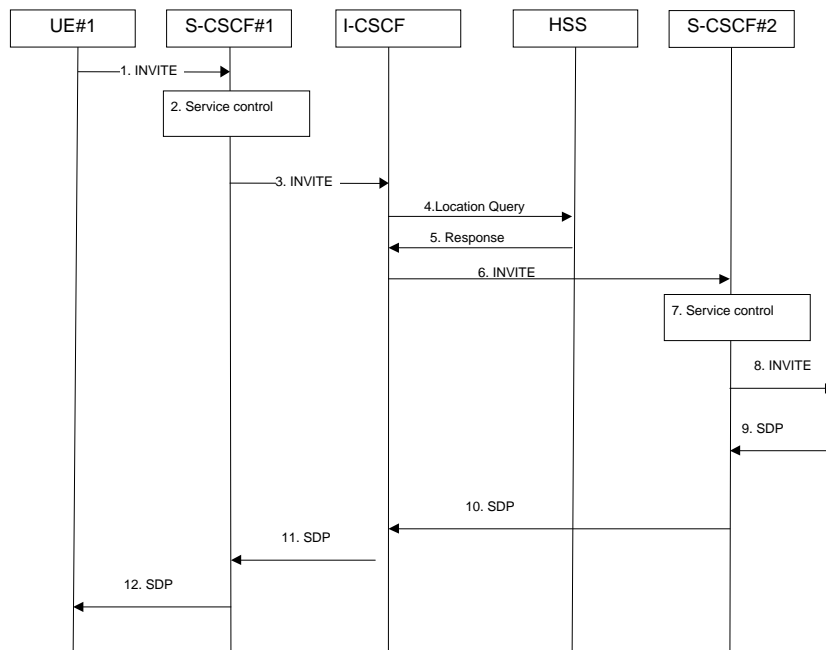 UE#1
S-CSCF#1
I-CSCF
HSS
S-CSCF#2
1. INVITE
2. Service control
3. INVITE
4.Location Query
5. Response
6. INVITE
7. Service control
8. INVITE
9. SDP
10. SDP
11. SDP
12. SDP